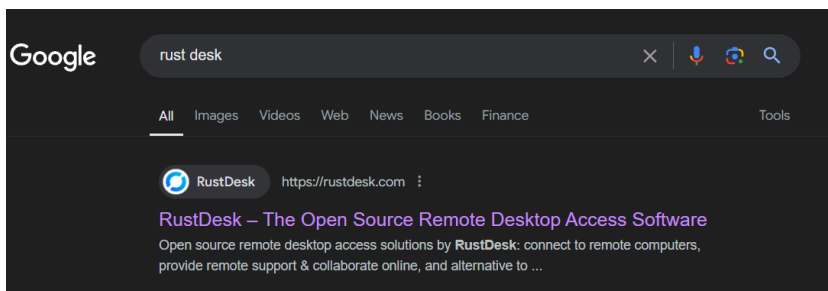 Google
rust desk
All Images Videos Web News Books Finance Tools
RustDesk https://rustdesk.com
RustDesk – The Open Source Remote Desktop Access Software
Open source remote desktop access solutions by RustDesk: connect to remote computers,
provide remote support & collaborate online, and alternative to ...